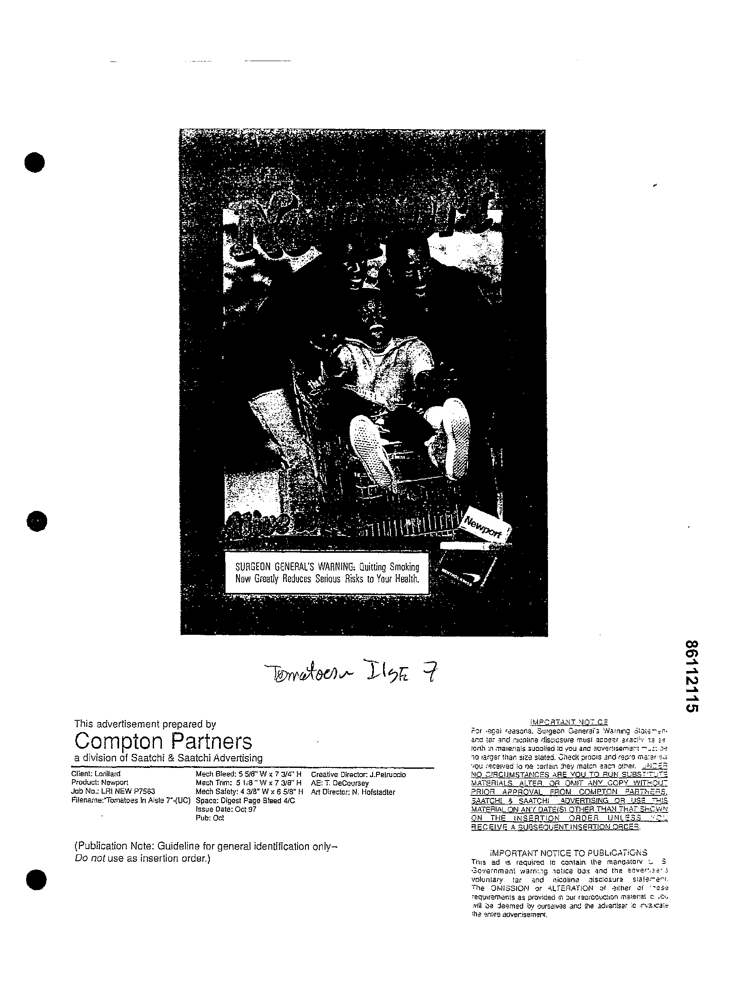 Newport
SURGEON GENERAL'S WARNING: Quitting Smoking
Now Greatly Reduces Serious Risks to Your Health.
86112115
This advertisement prepared by
Compton Partners
a division of Saatchi & Saatchi Advertising
Client: Lorillard
Product: Newport
Job No.: LRI NEW P7563
Filename:"Tomatoes In Aisle 7"-(UC)
Mech Bleed: 5 5/8" W x 7 3/4" H
Mech Trim: 5 1/8" W x 7 3/8" H
Mech Safety: 4 3/8" W x 6 5/8" H
Space: Digest Page Bleed 4/C
Issue Date: Oct 97
Pub: Oct
Creative Director: J.Petruccio
AE: T. DeCoursey
Art Director: N. Hofstadter
(Publication Note: Guideline for general identification only–
Do not use as insertion order.)
IMPORTANT NOTICE
For legal reasons, Surgeon General's Warning Statement
and tar and nicotine disclosure must appear exactly as set
forth in materials supplied to you and advertisement must be
no larger than size stated. Check proofs and repro material
you received to be certain they match each other. UNDER
NO CIRCUMSTANCES ARE YOU TO RUN SUBSTITUTE
MATERIALS, ALTER OR OMIT ANY COPY WITHOUT
PRIOR APPROVAL FROM COMPTON PARTNERS,
SAATCHI & SAATCHI ADVERTISING OR USE THIS
MATERIAL ON ANY DATE(S) OTHER THAN THAT SHOWN
ON THE INSERTION ORDER UNLESS YOU
RECEIVE A SUBSEQUENT INSERTION ORDER.
IMPORTANT NOTICE TO PUBLICATIONS
This ad is required to contain the mandatory U. S.
Government warning notice box and the advertiser's
voluntary tar and nicotine disclosure statement.
The OMISSION or ALTERATION of either of these
requirements as provided in our reproduction material to you
will be deemed by ourselves and the advertiser to invalidate
the entire advertisement.